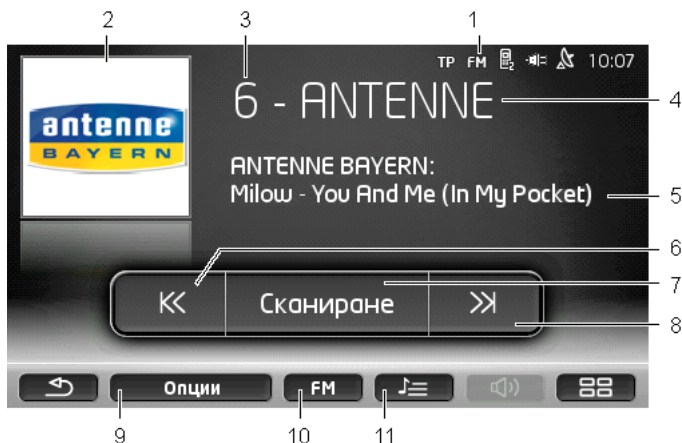 2
3
1
TP FM 2 10:07
6 - ANTENNE
4
antenne
BAYERN
ANTENNE BAYERN:
Milow - You And Me (In My Pocket)
5
6
7
Сканиране
8
Опции
FM
9
10
11